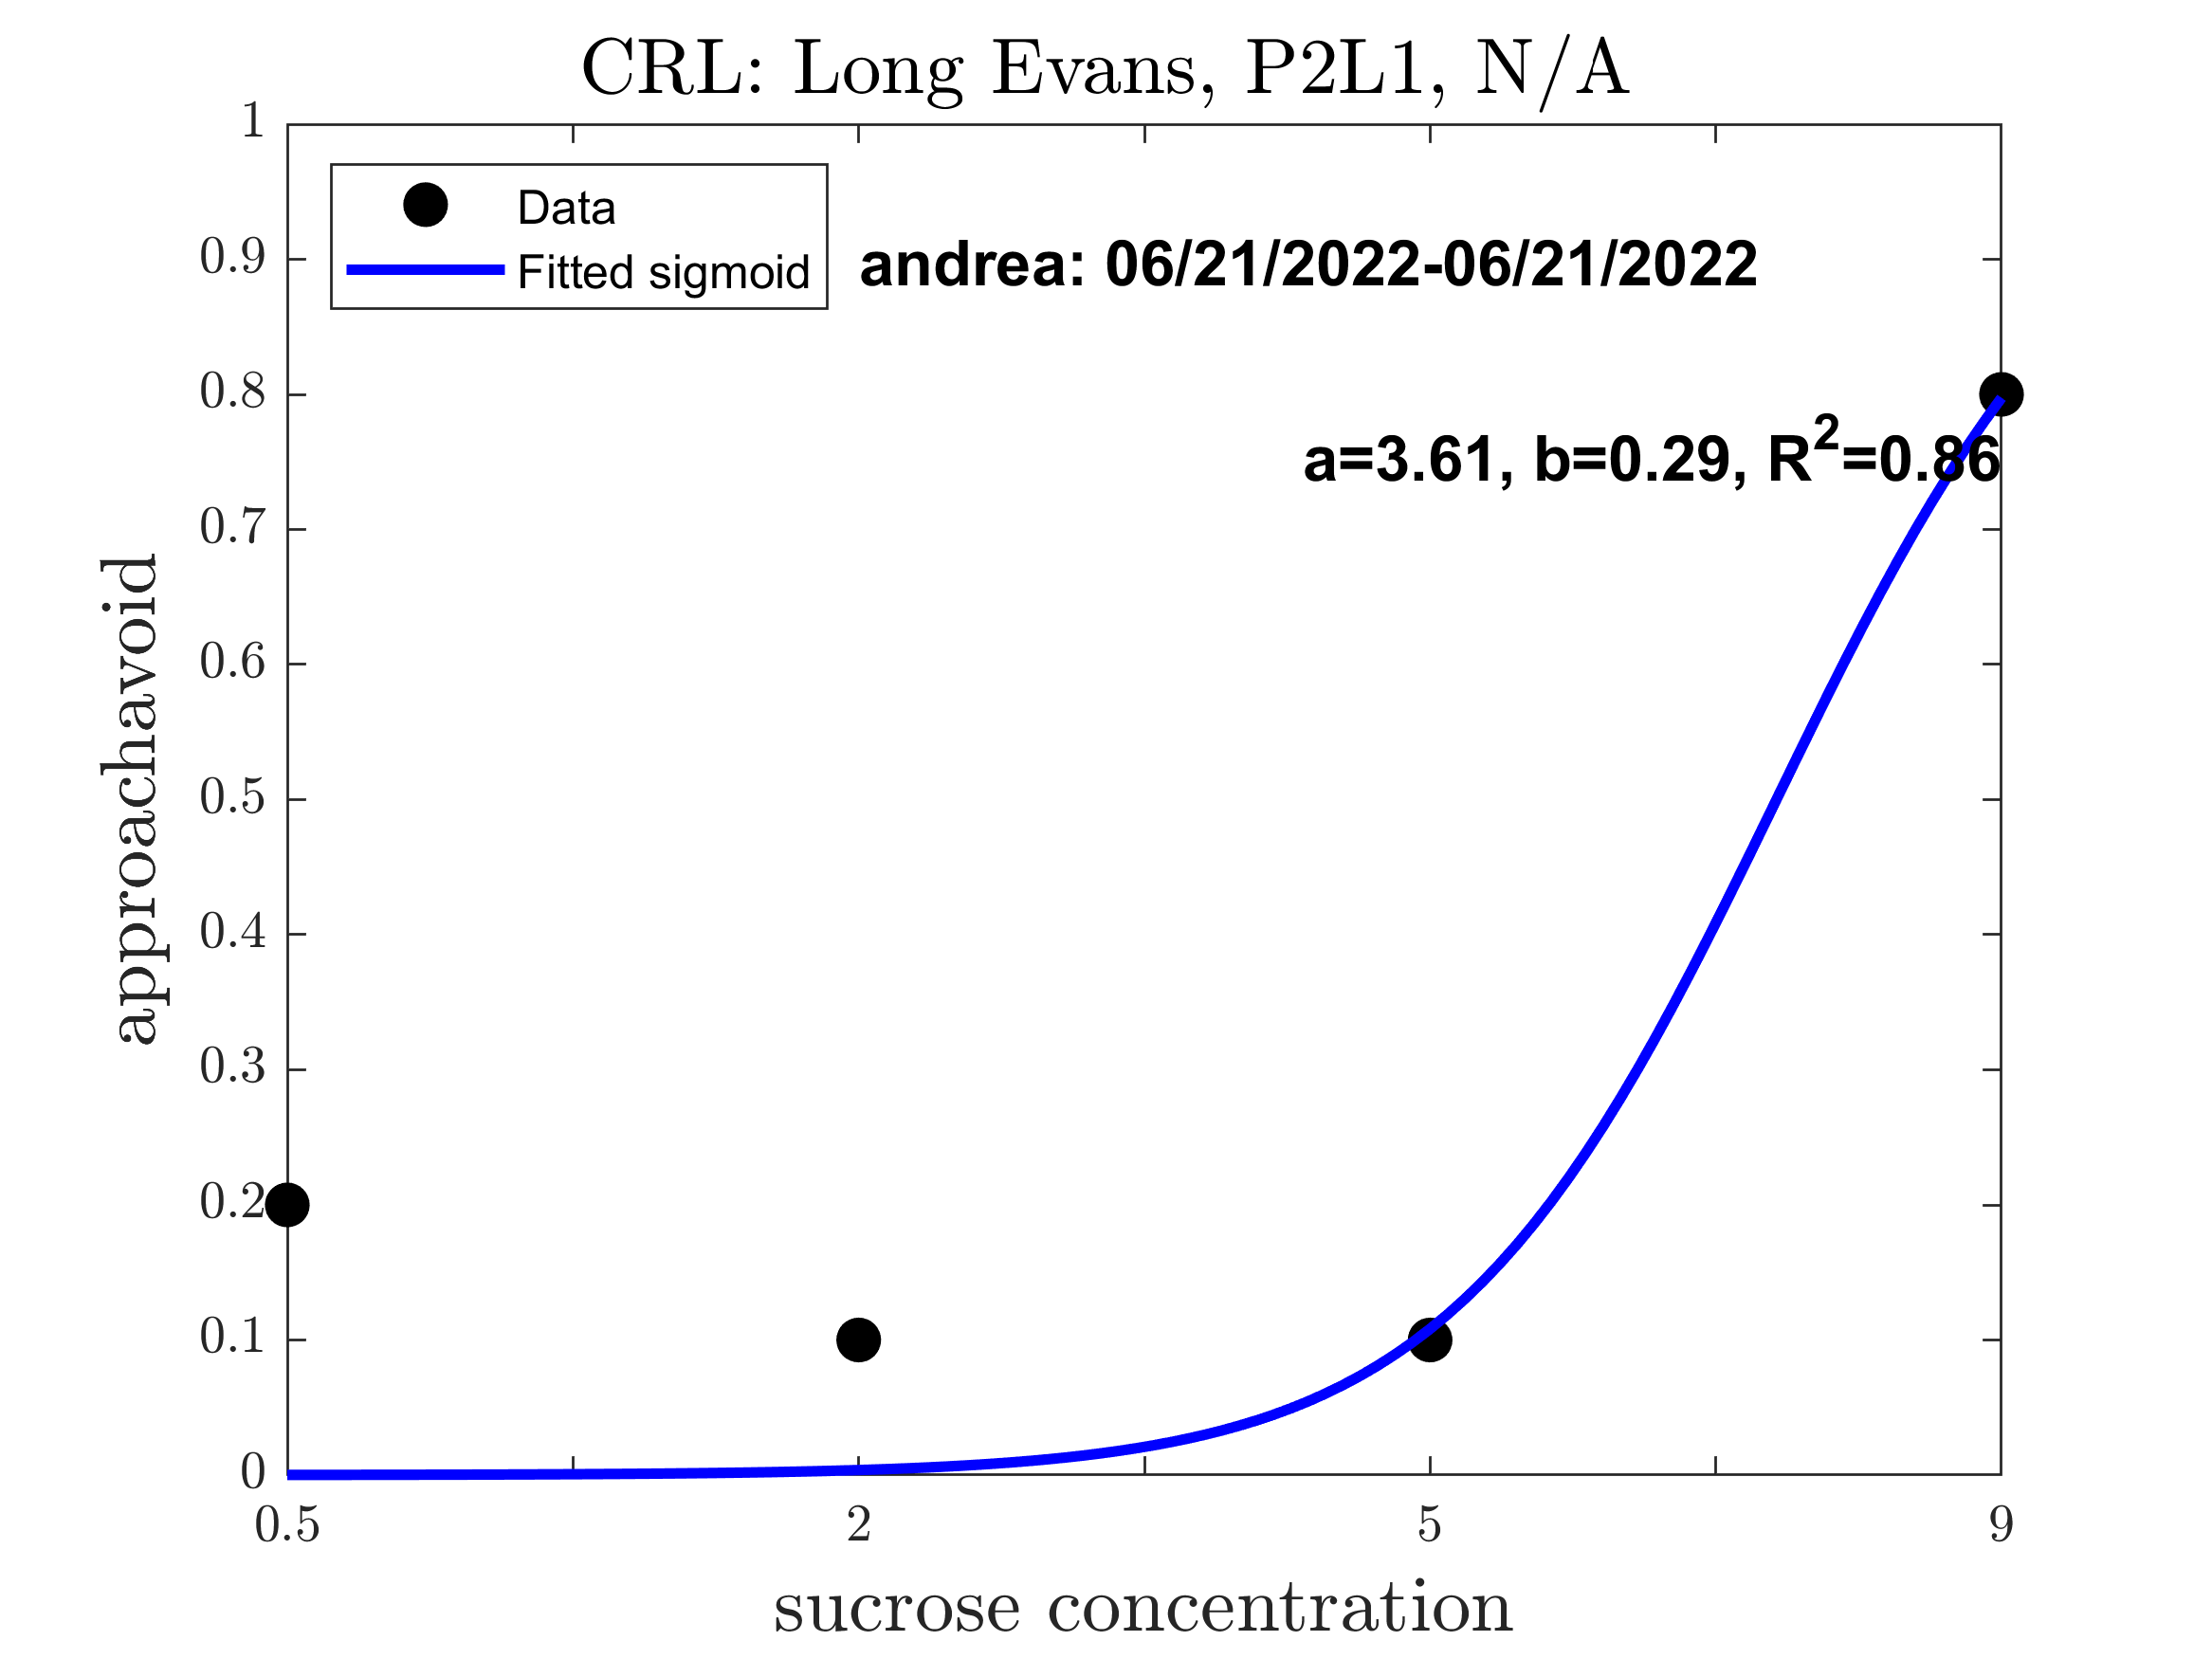 CRL: Long Evans, P2L1, N/A
1
Data
Fitted sigmoid
andrea: 06/21/2022-06/21/2022
0.9
0.8
a=3.61, b=0.29, R²=0.86
0.7
0.6
0.5
0.4
0.3
0.2
0.1
0
approachavoid
0.5 2 5 9
sucrose concentration